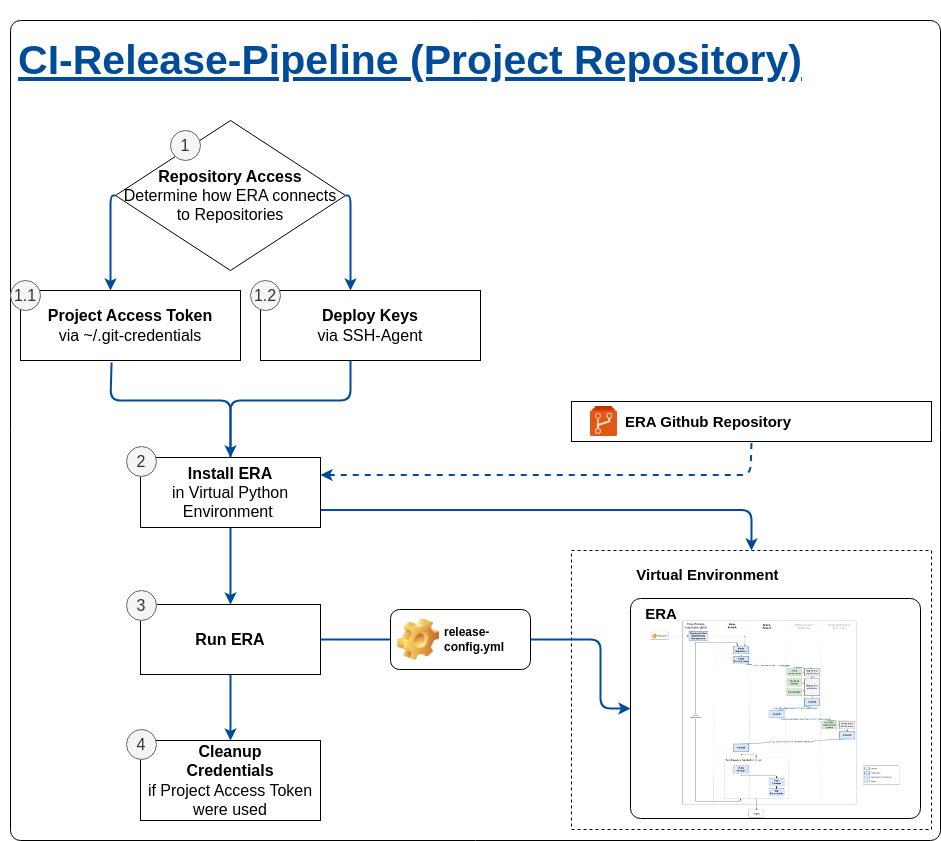 CI-Release-Pipeline (Project Repository)
1
Repository Access
Determine how ERA connects
to Repositories
1.1
Project Access Token
via ~/.git-credentials
1.2
Deploy Keys
via SSH-Agent
ERA Github Repository
2
Install ERA
in Virtual Python
Environment
Virtual Environment
ERA
3
Run ERA
release-
config.yml
4
Cleanup
Credentials
if Project Access Token
were used